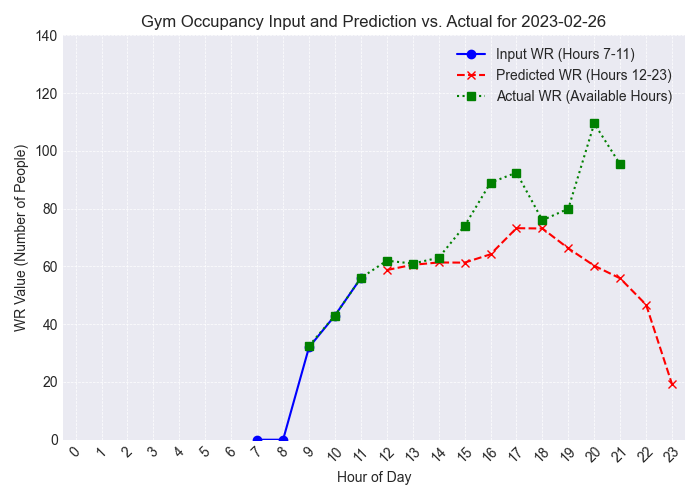 Gym Occupancy Input and Prediction vs. Actual for 2023-02-26
140
120
100
80
60
40
20
0
WR Value (Number of People)
Input WR (Hours 7-11)
Predicted WR (Hours 12-23)
Actual WR (Available Hours)
0 1 2 3 4 5 6 7 8 9 10 11 12 13 14 15 16 17 18 19 20 21 22 23
Hour of Day